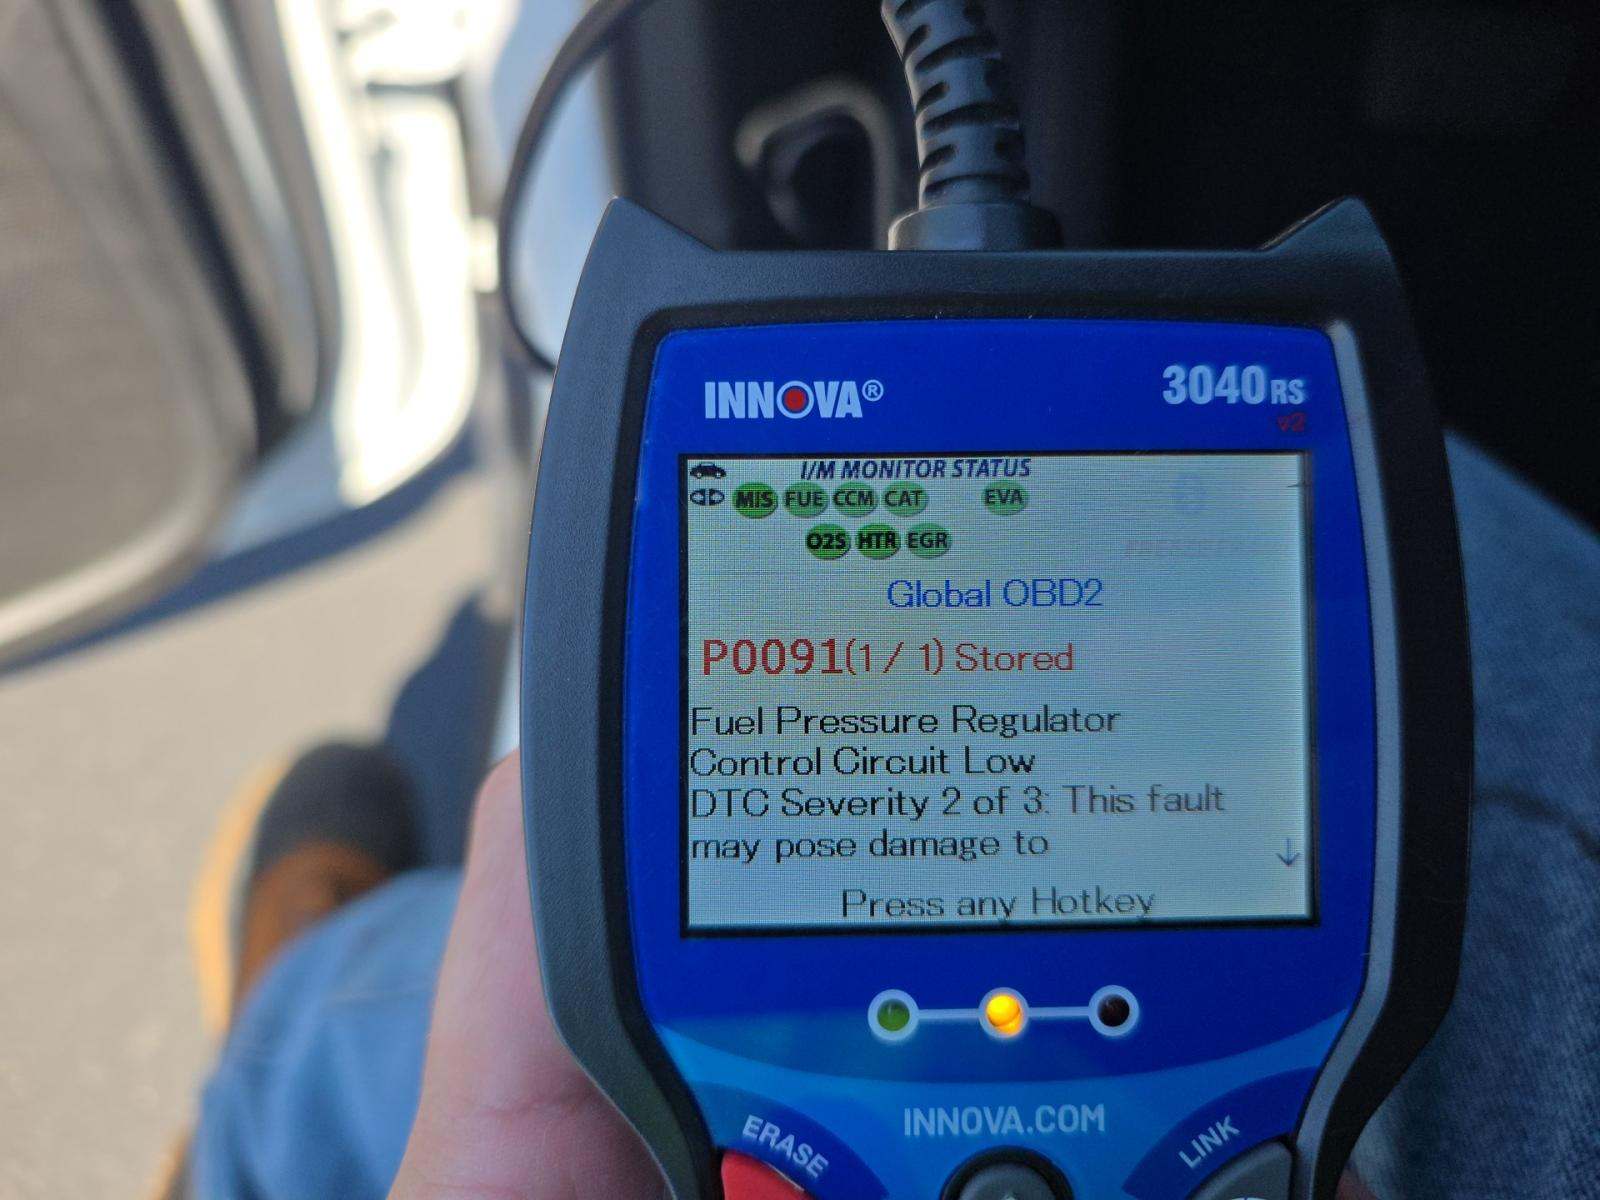 INNOVA®
3040RS
v2
I/M MONITOR STATUS
MIS FUE CCM CAT EVA
O2S HTR EGR
Global OBD2
P0091(1 / 1) Stored
Fuel Pressure Regulator
Control Circuit Low
DTC Severity 2 of 3: This fault
may pose damage to
Press any Hotkey
INNOVA.COM
ERASE
LINK